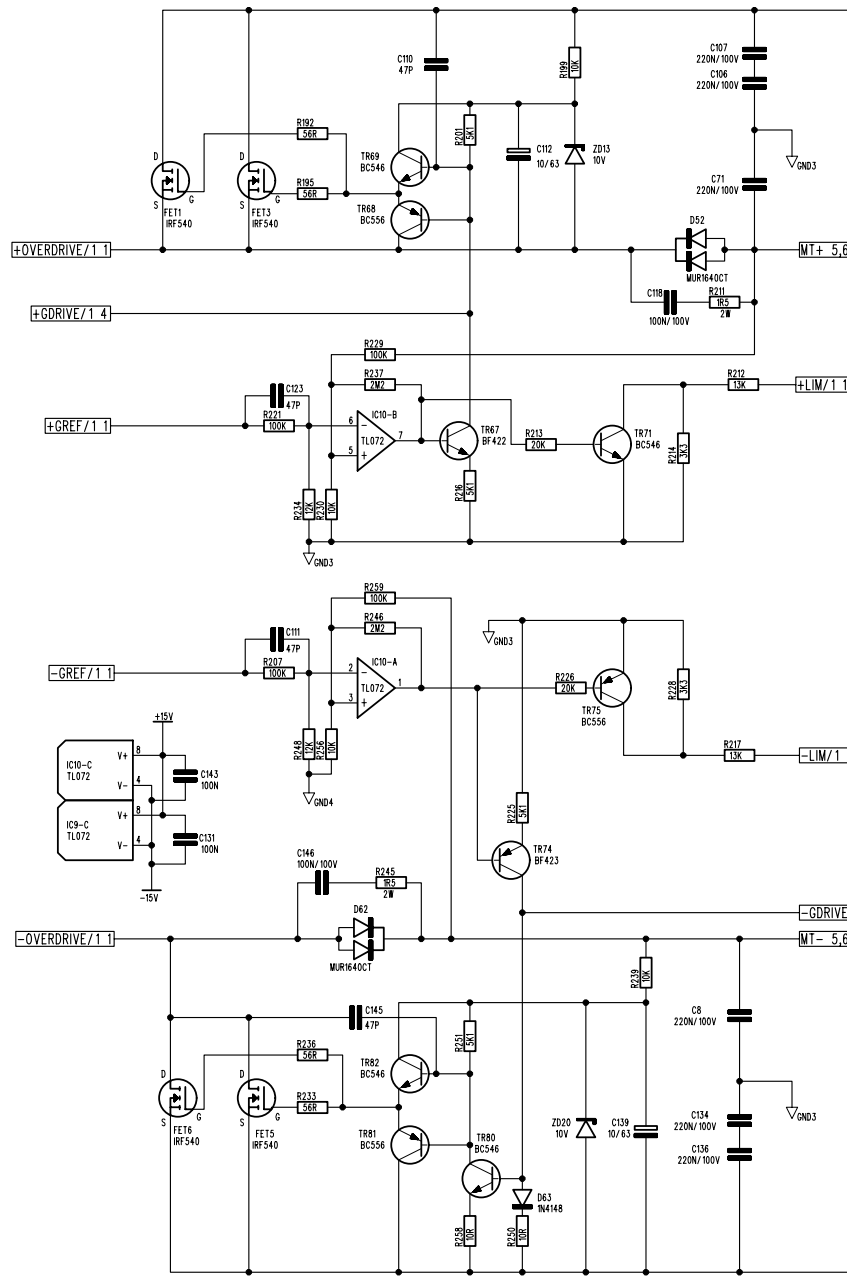 C107
220N/100V
C106
220N/100V
C110
47P
R199
10K
R192
56R
R201
5K1
C112
10/63
ZD13
10V
GND3
TR69
BC546
D
S
G
FET1
IRF540
D
S
G
FET3
IRF540
R195
56R
TR68
BC556
C71
220N/100V
D52
MUR1640CT
+OVERDRIVE/1 1
MT+ 5,6
C118
100N/100V
R211
1R5
2W
+GDRIVE/1 4
R229
100K
R237
2M2
R212
13K
+LIM/1 1
C123
47P
+GREF/1 1
R221
100K
IC10-B
6
5
7
TL072
TR67
BF422
R213
20K
TR71
BC546
R214
3K3
R234
12K
R230
10K
R216
5K1
GND3
R259
100K
R246
2M2
GND3
C111
47P
-GREF/1 1
R207
100K
IC10-A
2
3
1
TL072
R226
20K
TR75
BC556
R228
3K3
R248
12K
R256
10K
GND4
R217
13K
-LIM/1
+15V
IC10-C
TL072
V+
8
V-
4
C143
100N
IC9-C
TL072
V+
8
V-
4
C131
100N
-15V
R225
5K1
TR74
BF423
C146
100N/100V
R245
1R5
2W
D62
MUR1640CT
-GDRIVE
-OVERDRIVE/1 1
MT- 5,6
R239
10K
C145
47P
R251
5K1
C8
220N/100V
R236
56R
TR82
BC546
D
S
G
FET6
IRF540
D
S
G
FET5
IRF540
R233
56R
TR81
BC556
TR80
BC546
ZD20
10V
C139
10/63
GND3
C134
220N/100V
C136
220N/100V
D63
1N4148
R258
10R
R250
10R